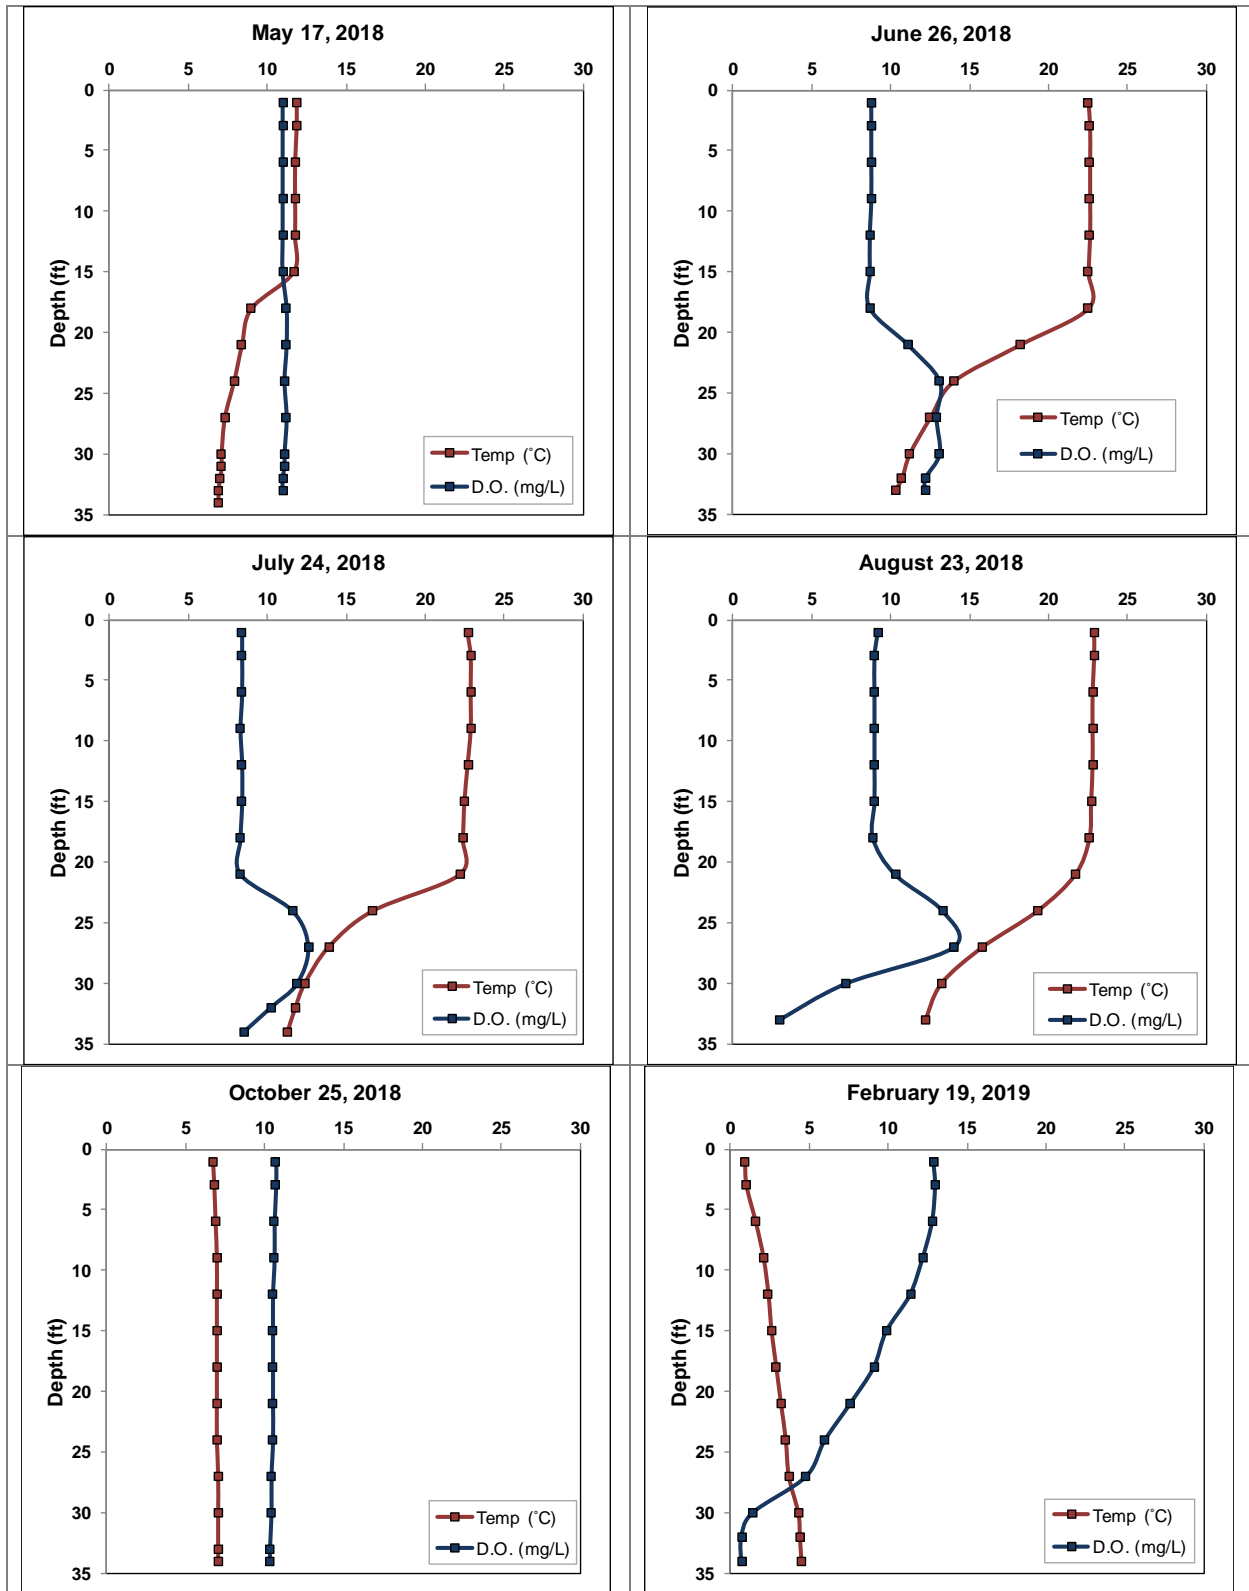 May 17, 2018
0 5 10 15 20 25 30
0
5
10
15
20
25
30
35
Depth (ft)
Temp (˚C)
D.O. (mg/L)
June 26, 2018
0 5 10 15 20 25 30
0
5
10
15
20
25
30
35
Depth (ft)
Temp (˚C)
D.O. (mg/L)
July 24, 2018
0 5 10 15 20 25 30
0
5
10
15
20
25
30
35
Depth (ft)
Temp (˚C)
D.O. (mg/L)
August 23, 2018
0 5 10 15 20 25 30
0
5
10
15
20
25
30
35
Depth (ft)
Temp (˚C)
D.O. (mg/L)
October 25, 2018
0 5 10 15 20 25 30
0
5
10
15
20
25
30
35
Depth (ft)
Temp (˚C)
D.O. (mg/L)
February 19, 2019
0 5 10 15 20 25 30
0
5
10
15
20
25
30
35
Depth (ft)
Temp (˚C)
D.O. (mg/L)